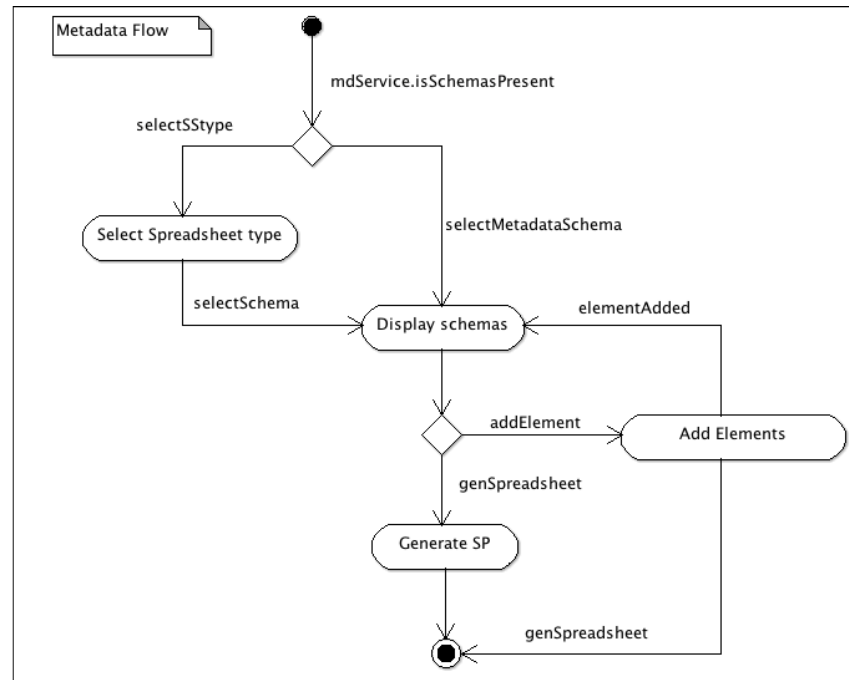 Metadata Flow
mdService.isSchemasPresent
selectSStype
Select Spreadsheet type
selectMetadataSchema
selectSchema
elementAdded
Display schemas
addElement
Add Elements
genSpreadsheet
Generate SP
genSpreadsheet